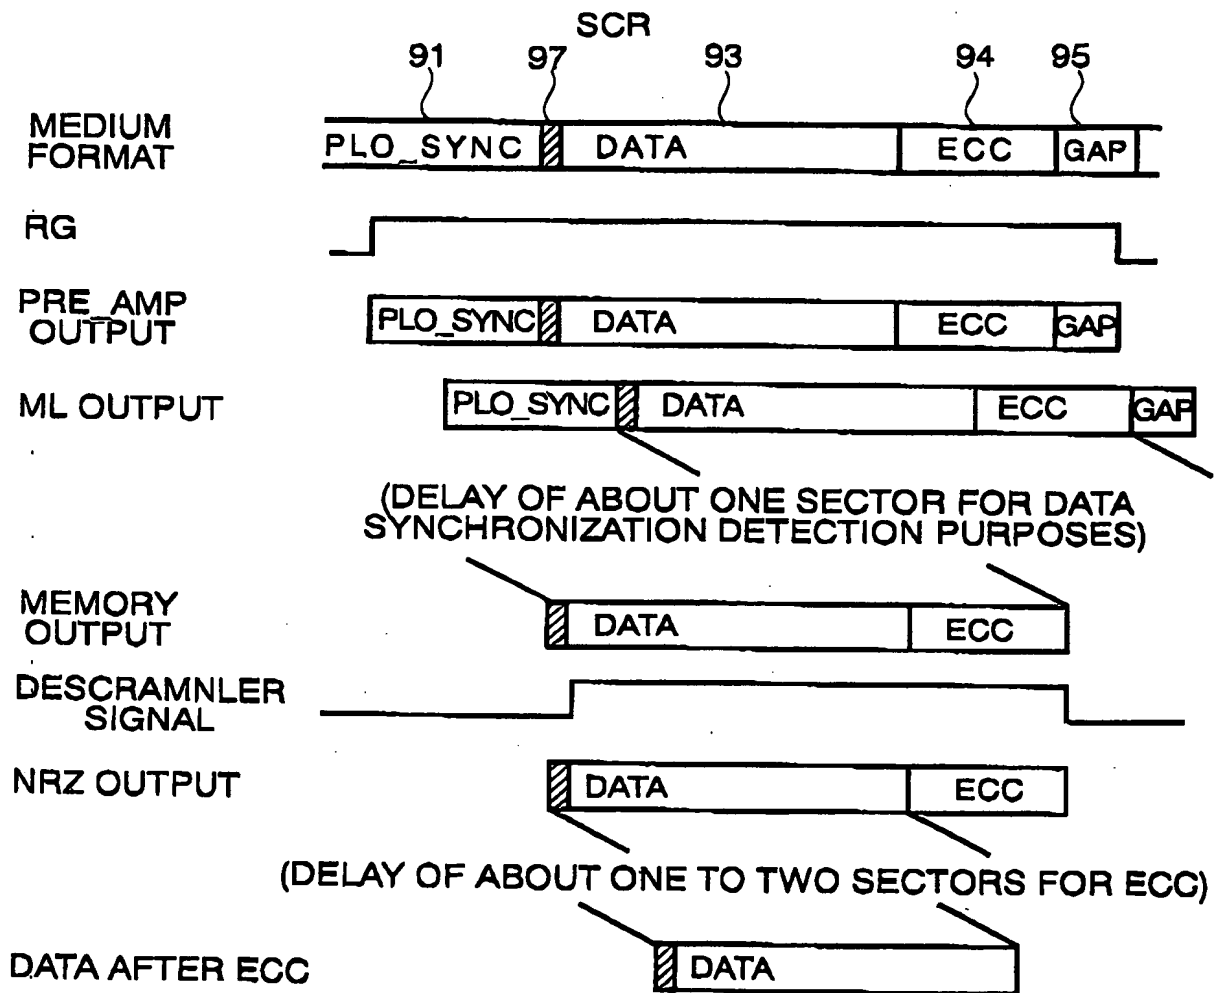 SCR
91 97 93 94 95
MEDIUM
FORMAT
PLO_SYNC DATA ECC GAP
RG
PRE_AMP
OUTPUT
PLO_SYNC DATA ECC GAP
ML OUTPUT
PLO_SYNC DATA ECC GAP
(DELAY OF ABOUT ONE SECTOR FOR DATA
SYNCHRONIZATION DETECTION PURPOSES)
MEMORY
OUTPUT
DATA ECC
DESCRAMNLER
SIGNAL
NRZ OUTPUT
DATA ECC
(DELAY OF ABOUT ONE TO TWO SECTORS FOR ECC)
DATA AFTER ECC
DATA